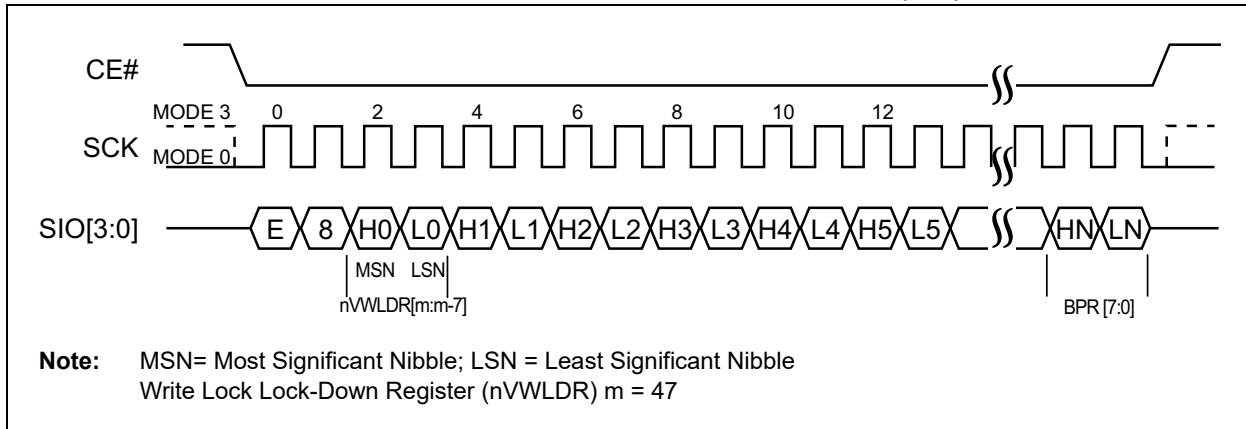 CE#
MODE 3 0 2 4 6 8 10 12
SCK
MODE 0
SIO[3:0] E 8 H0 L0 H1 L1 H2 L2 H3 L3 H4 L4 H5 L5 HN LN
MSN LSN
nVWLDR[m:m-7] BPR [7:0]
Note: MSN= Most Significant Nibble; LSN = Least Significant Nibble
Write Lock Lock-Down Register (nVWLDR) m = 47